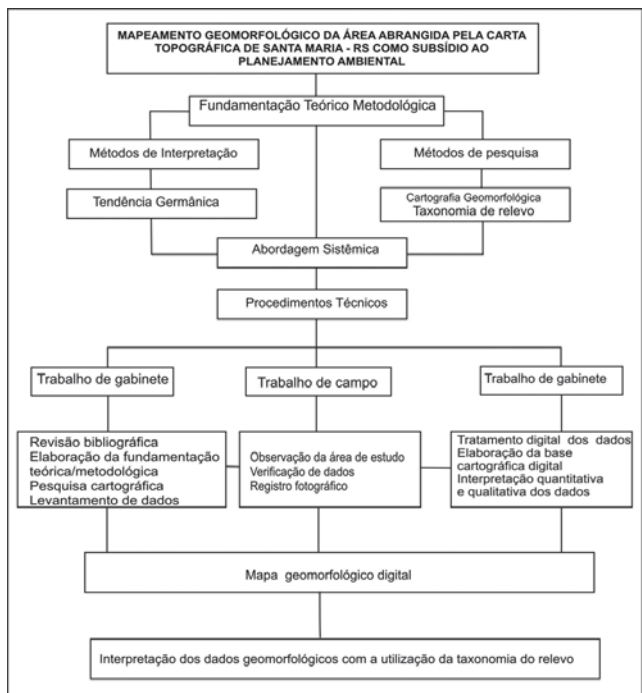 MAPEAMENTO GEOMORFOLÓGICO DA ÁREA ABRANGIDA PELA CARTA
TOPOGRÁFICA DE SANTA MARIA - RS COMO SUBSÍDIO AO
PLANEJAMENTO AMBIENTAL
Fundamentação Teórico Metodológica
Métodos de Interpretação
Métodos de pesquisa
Tendência Germânica
Cartografia Geomorfológica
Taxonomia de relevo
Abordagem Sistêmica
Procedimentos Técnicos
Trabalho de gabinete
Trabalho de campo
Trabalho de gabinete
Revisão bibliográfica
Elaboração da fundamentação
teórica/metodológica
Pesquisa cartográfica
Levantamento de dados
Observação da área de estudo
Verificação de dados
Registro fotográfico
Tratamento digital dos dados
Elaboração da base
cartográfica digital
Interpretação quantitativa
e qualitativa dos dados
Mapa geomorfológico digital
Interpretação dos dados geomorfológicos com a utilização da taxonomia do relevo